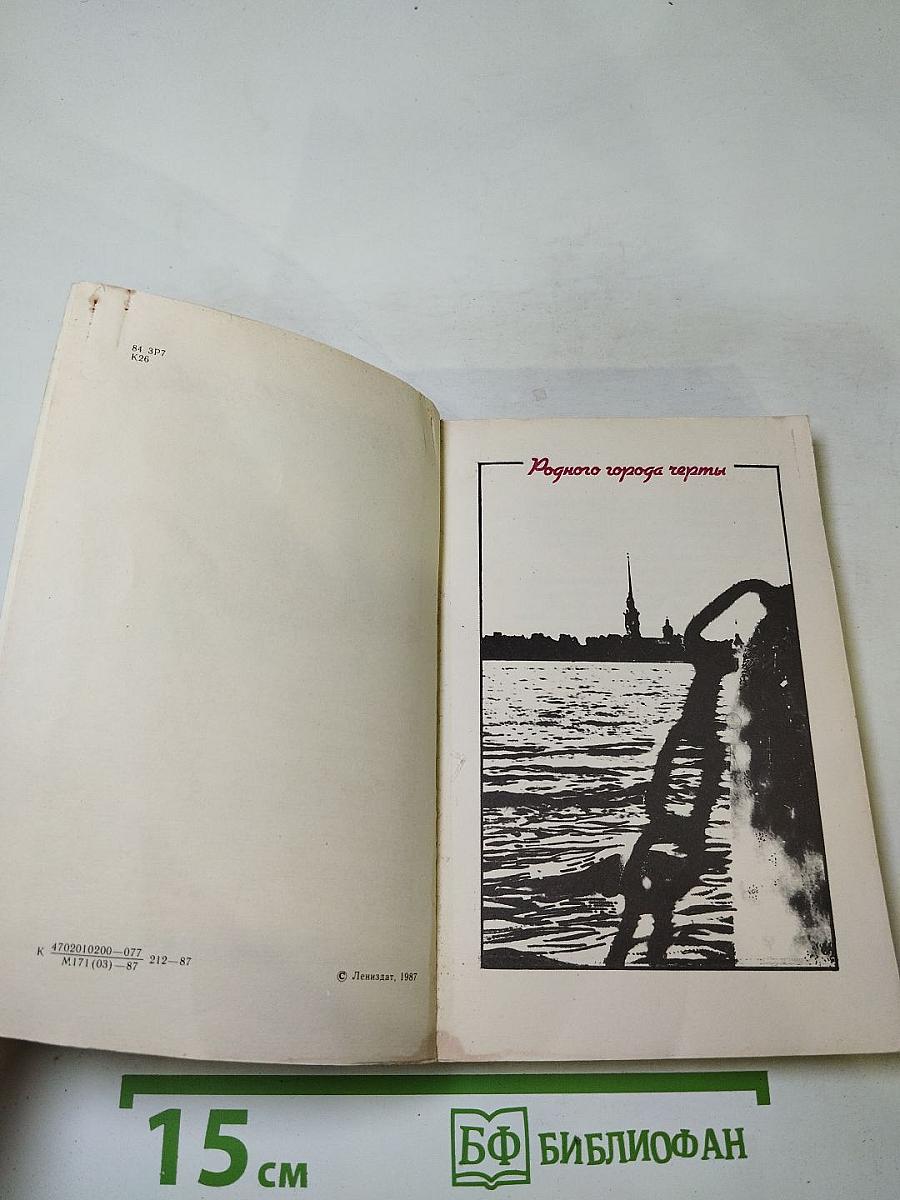 84 3Р7
К26
Родного города черты
К 4702010200—077 212—87
М171(03)—87
© Лениздат, 1987
15 см
БФ БИБЛИОФАН